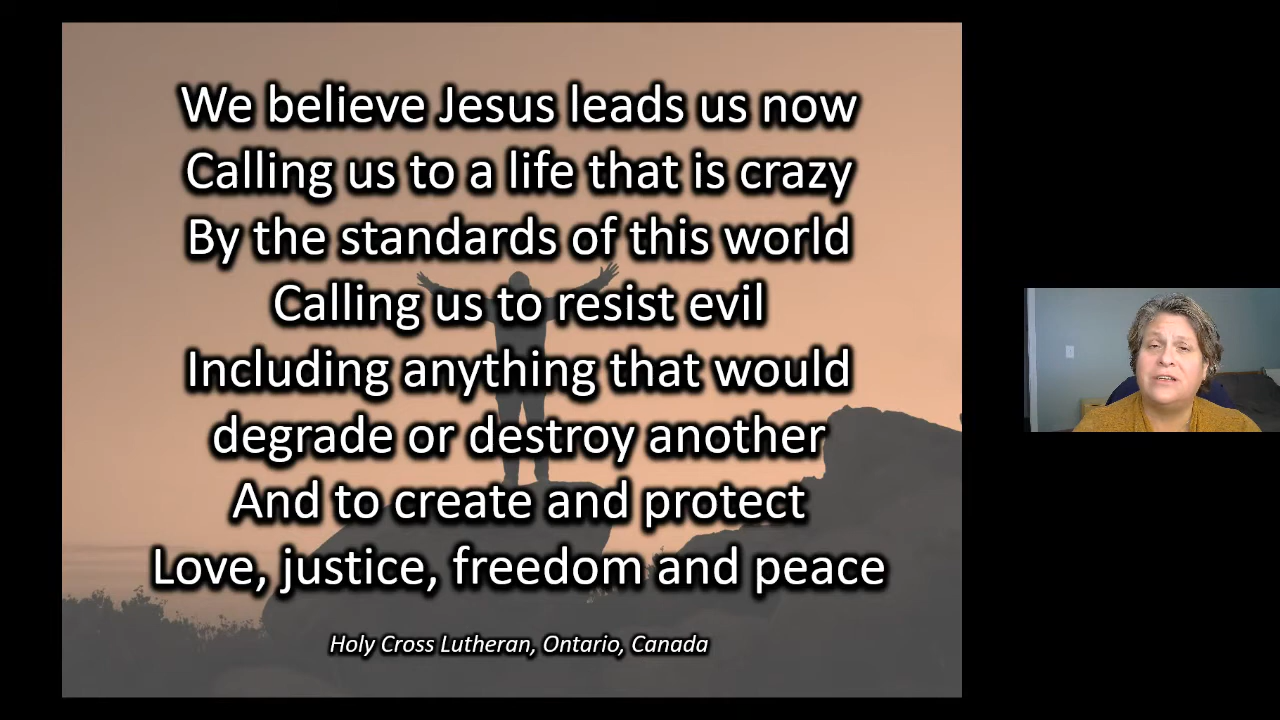 We believe Jesus leads us now
Calling us to a life that is crazy
By the standards of this world
Calling us to resist evil
Including anything that would
degrade or destroy another
And to create and protect
Love, justice, freedom and peace
Holy Cross Lutheran, Ontario, Canada